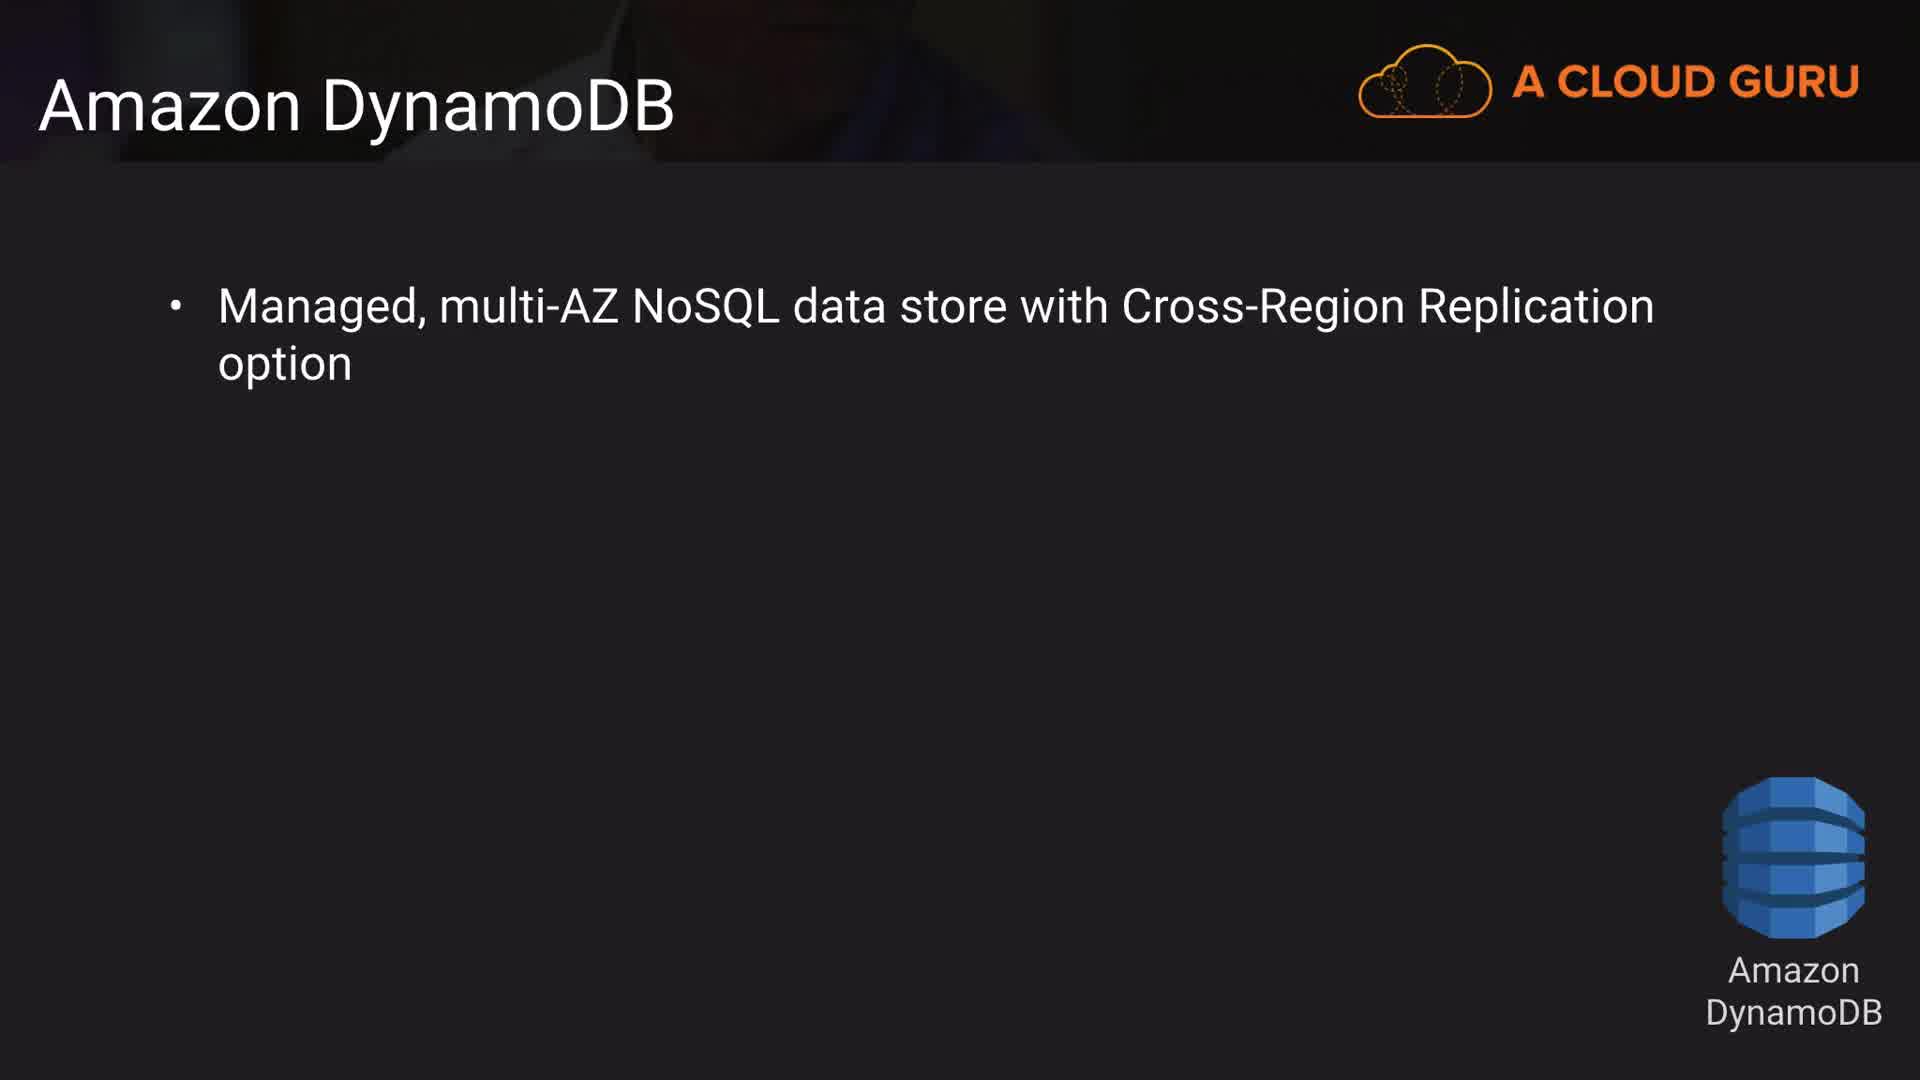 Amazon DynamoDB
A CLOUD GURU
• Managed, multi-AZ NoSQL data store with Cross-Region Replication
option
Amazon
DynamoDB